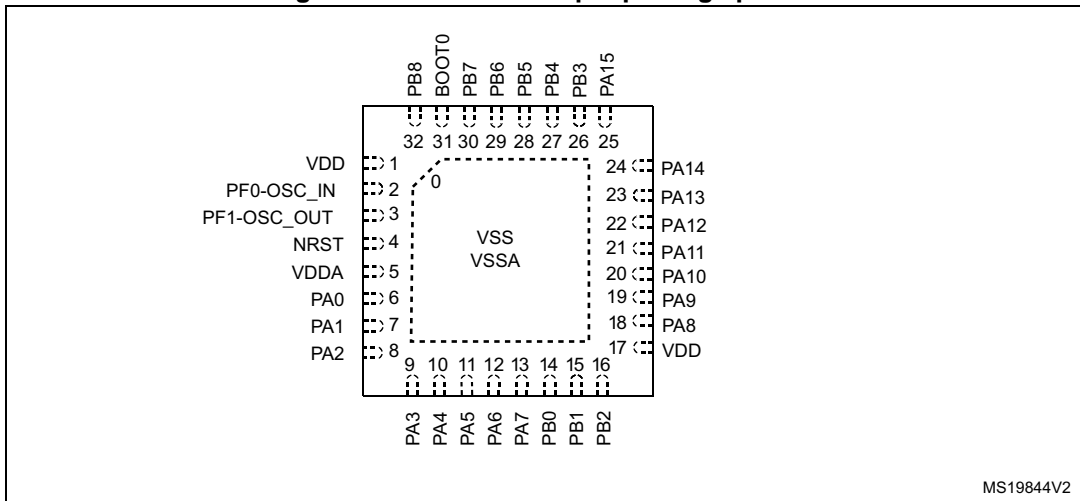 PB8
BOOT0
PB7
PB6
PB5
PB4
PB3
PA15
32 31 30 29 28 27 26 25
VDD 1
PF0-OSC_IN 2
PF1-OSC_OUT 3
NRST 4
VDDA 5
PA0 6
PA1 7
PA2 8
0
VSS
VSSA
24 PA14
23 PA13
22 PA12
21 PA11
20 PA10
19 PA9
18 PA8
17 VDD
9 10 11 12 13 14 15 16
PA3
PA4
PA5
PA6
PA7
PB0
PB1
PB2
MS19844V2